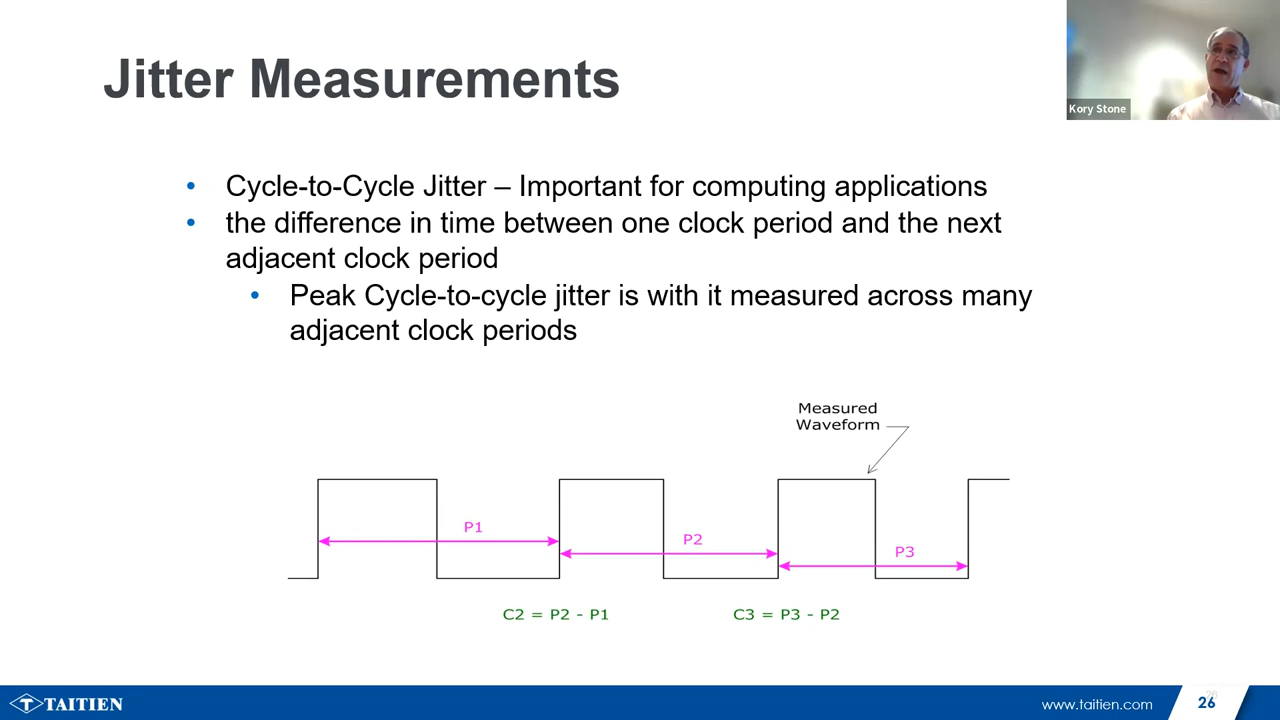 Jitter Measurements
Kory Stone
• Cycle-to-Cycle Jitter – Important for computing applications
• the difference in time between one clock period and the next
adjacent clock period
• Peak Cycle-to-cycle jitter is with it measured across many
adjacent clock periods
Measured
Waveform
P1
P2
P3
C2 = P2 - P1
C3 = P3 - P2
TAITIEN
www.taitien.com
26
26